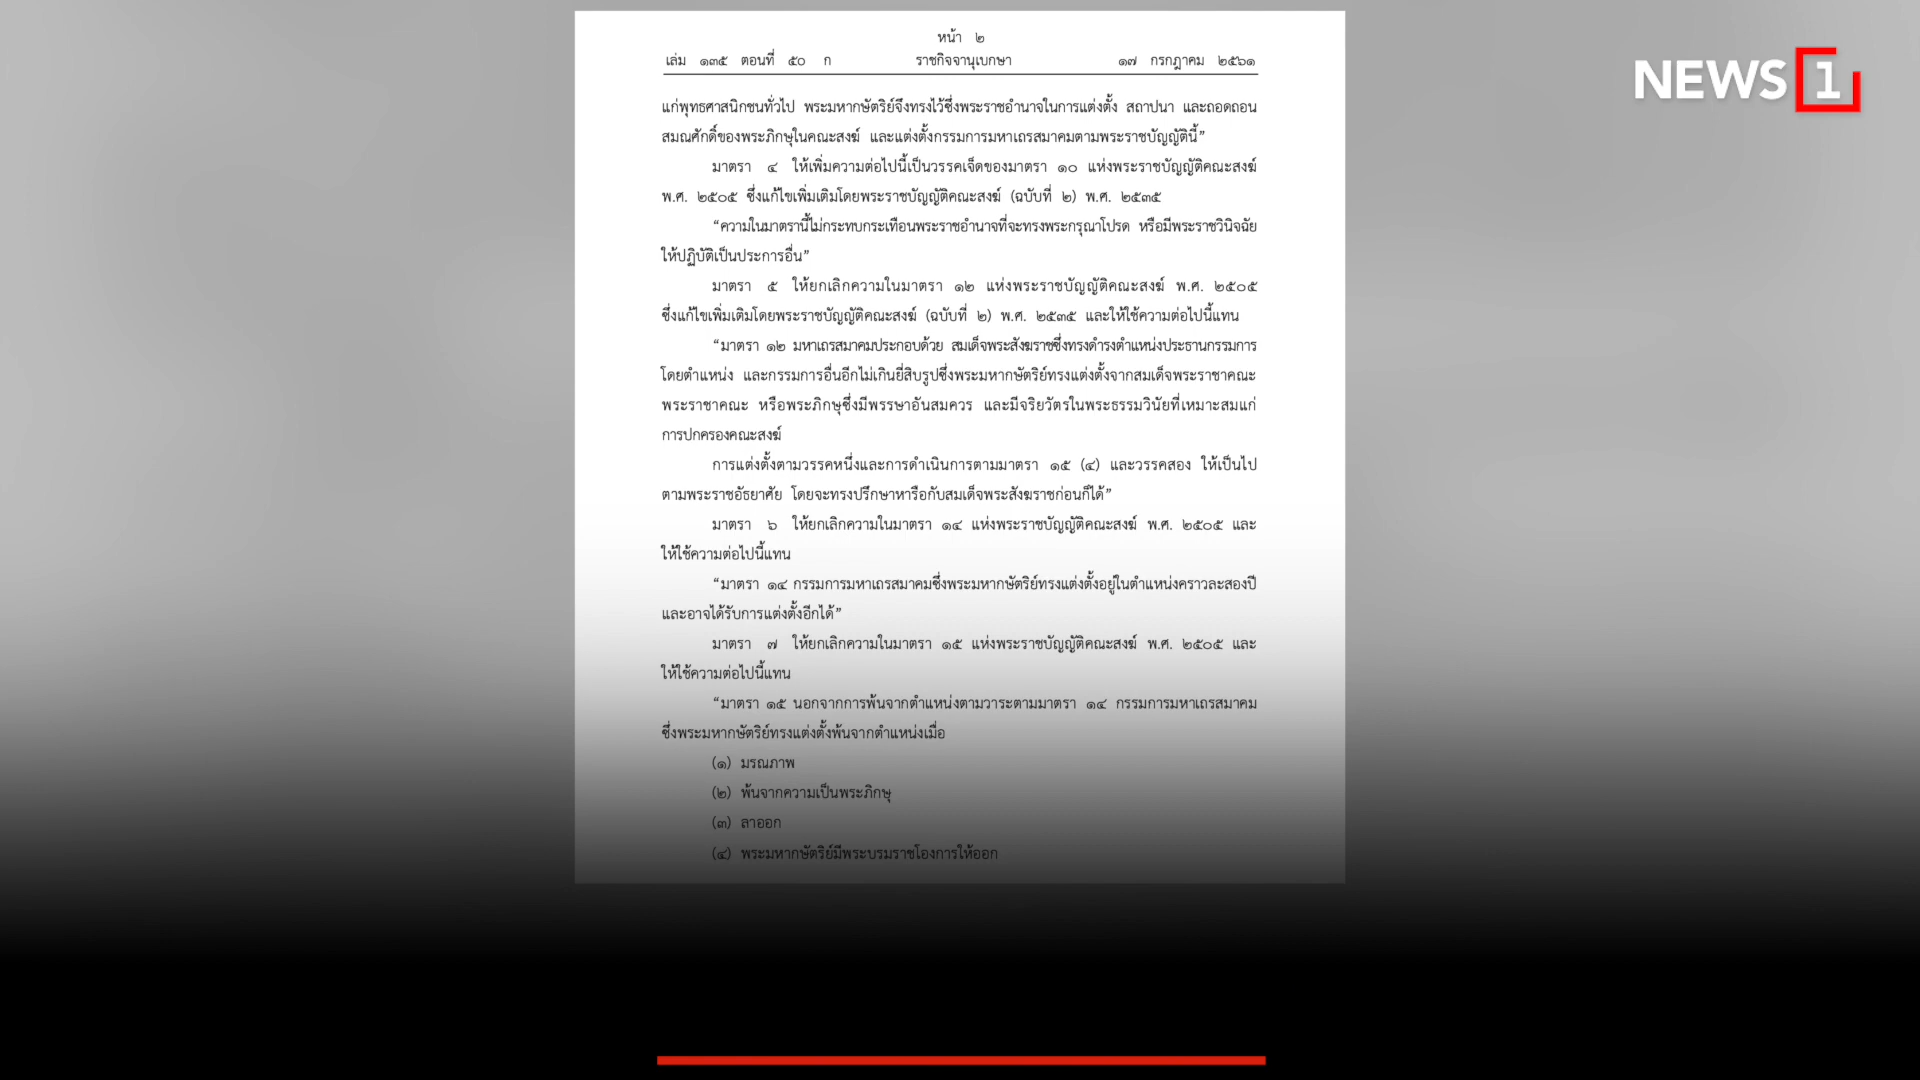 หน้า ๒
เล่ม ๑๓๕ ตอนที่ ๕๐ ก ราชกิจจานุเบกษา ๑๗ กรกฎาคม ๒๕๖๑
NEWS 1
แก่พุทธศาสนิกชนทั่วไป พระมหากษัตริย์จึงทรงไว้ซึ่งพระราชอำนาจในการแต่งตั้ง สถาปนา และถอดถอน
สมณศักดิ์ของพระภิกษุในคณะสงฆ์ และแต่งตั้งกรรมการมหาเถรสมาคมตามพระราชบัญญัตินี้”
มาตรา ๔ ให้เพิ่มความต่อไปนี้เป็นวรรคเจ็ดของมาตรา ๑๐ แห่งพระราชบัญญัติคณะสงฆ์
พ.ศ. ๒๕๐๕ ซึ่งแก้ไขเพิ่มเติมโดยพระราชบัญญัติคณะสงฆ์ (ฉบับที่ ๒) พ.ศ. ๒๕๓๕
“ความในมาตรานี้ไม่กระทบกระเทือนพระราชอำนาจที่จะทรงพระกรุณาโปรด หรือมีพระราชวินิจฉัย
ให้ปฏิบัติเป็นประการอื่น”
มาตรา ๕ ให้ยกเลิกความในมาตรา ๑๒ แห่งพระราชบัญญัติคณะสงฆ์ พ.ศ. ๒๕๐๕
ซึ่งแก้ไขเพิ่มเติมโดยพระราชบัญญัติคณะสงฆ์ (ฉบับที่ ๒) พ.ศ. ๒๕๓๕ และให้ใช้ความต่อไปนี้แทน
“มาตรา ๑๒ มหาเถรสมาคมประกอบด้วย สมเด็จพระสังฆราชซึ่งทรงดำรงตำแหน่งประธานกรรมการ
โดยตำแหน่ง และกรรมการอื่นอีกไม่เกินยี่สิบรูปซึ่งพระมหากษัตริย์ทรงแต่งตั้งจากสมเด็จพระราชาคณะ
พระราชาคณะ หรือพระภิกษุซึ่งมีพรรษาอันสมควร และมีจริยวัตรในพระธรรมวินัยที่เหมาะสมแก่
การปกครองคณะสงฆ์
การแต่งตั้งตามวรรคหนึ่งและการดำเนินการตามมาตรา ๑๕ (๔) และวรรคสอง ให้เป็นไป
ตามพระราชอัธยาศัย โดยจะทรงปรึกษาหารือกับสมเด็จพระสังฆราชก่อนก็ได้”
มาตรา ๖ ให้ยกเลิกความในมาตรา ๑๔ แห่งพระราชบัญญัติคณะสงฆ์ พ.ศ. ๒๕๐๕ และ
ให้ใช้ความต่อไปนี้แทน
“มาตรา ๑๔ กรรมการมหาเถรสมาคมซึ่งพระมหากษัตริย์ทรงแต่งตั้งอยู่ในตำแหน่งคราวละสองปี
และอาจได้รับการแต่งตั้งอีกได้”
มาตรา ๗ ให้ยกเลิกความในมาตรา ๑๕ แห่งพระราชบัญญัติคณะสงฆ์ พ.ศ. ๒๕๐๕ และ
ให้ใช้ความต่อไปนี้แทน
“มาตรา ๑๕ นอกจากการพ้นจากตำแหน่งตามวาระตามมาตรา ๑๔ กรรมการมหาเถรสมาคม
ซึ่งพระมหากษัตริย์ทรงแต่งตั้งพ้นจากตำแหน่งเมื่อ
(๑) มรณภาพ
(๒) พ้นจากความเป็นพระภิกษุ
(๓) ลาออก
(๔) พระมหากษัตริย์มีพระบรมราชโองการให้ออก